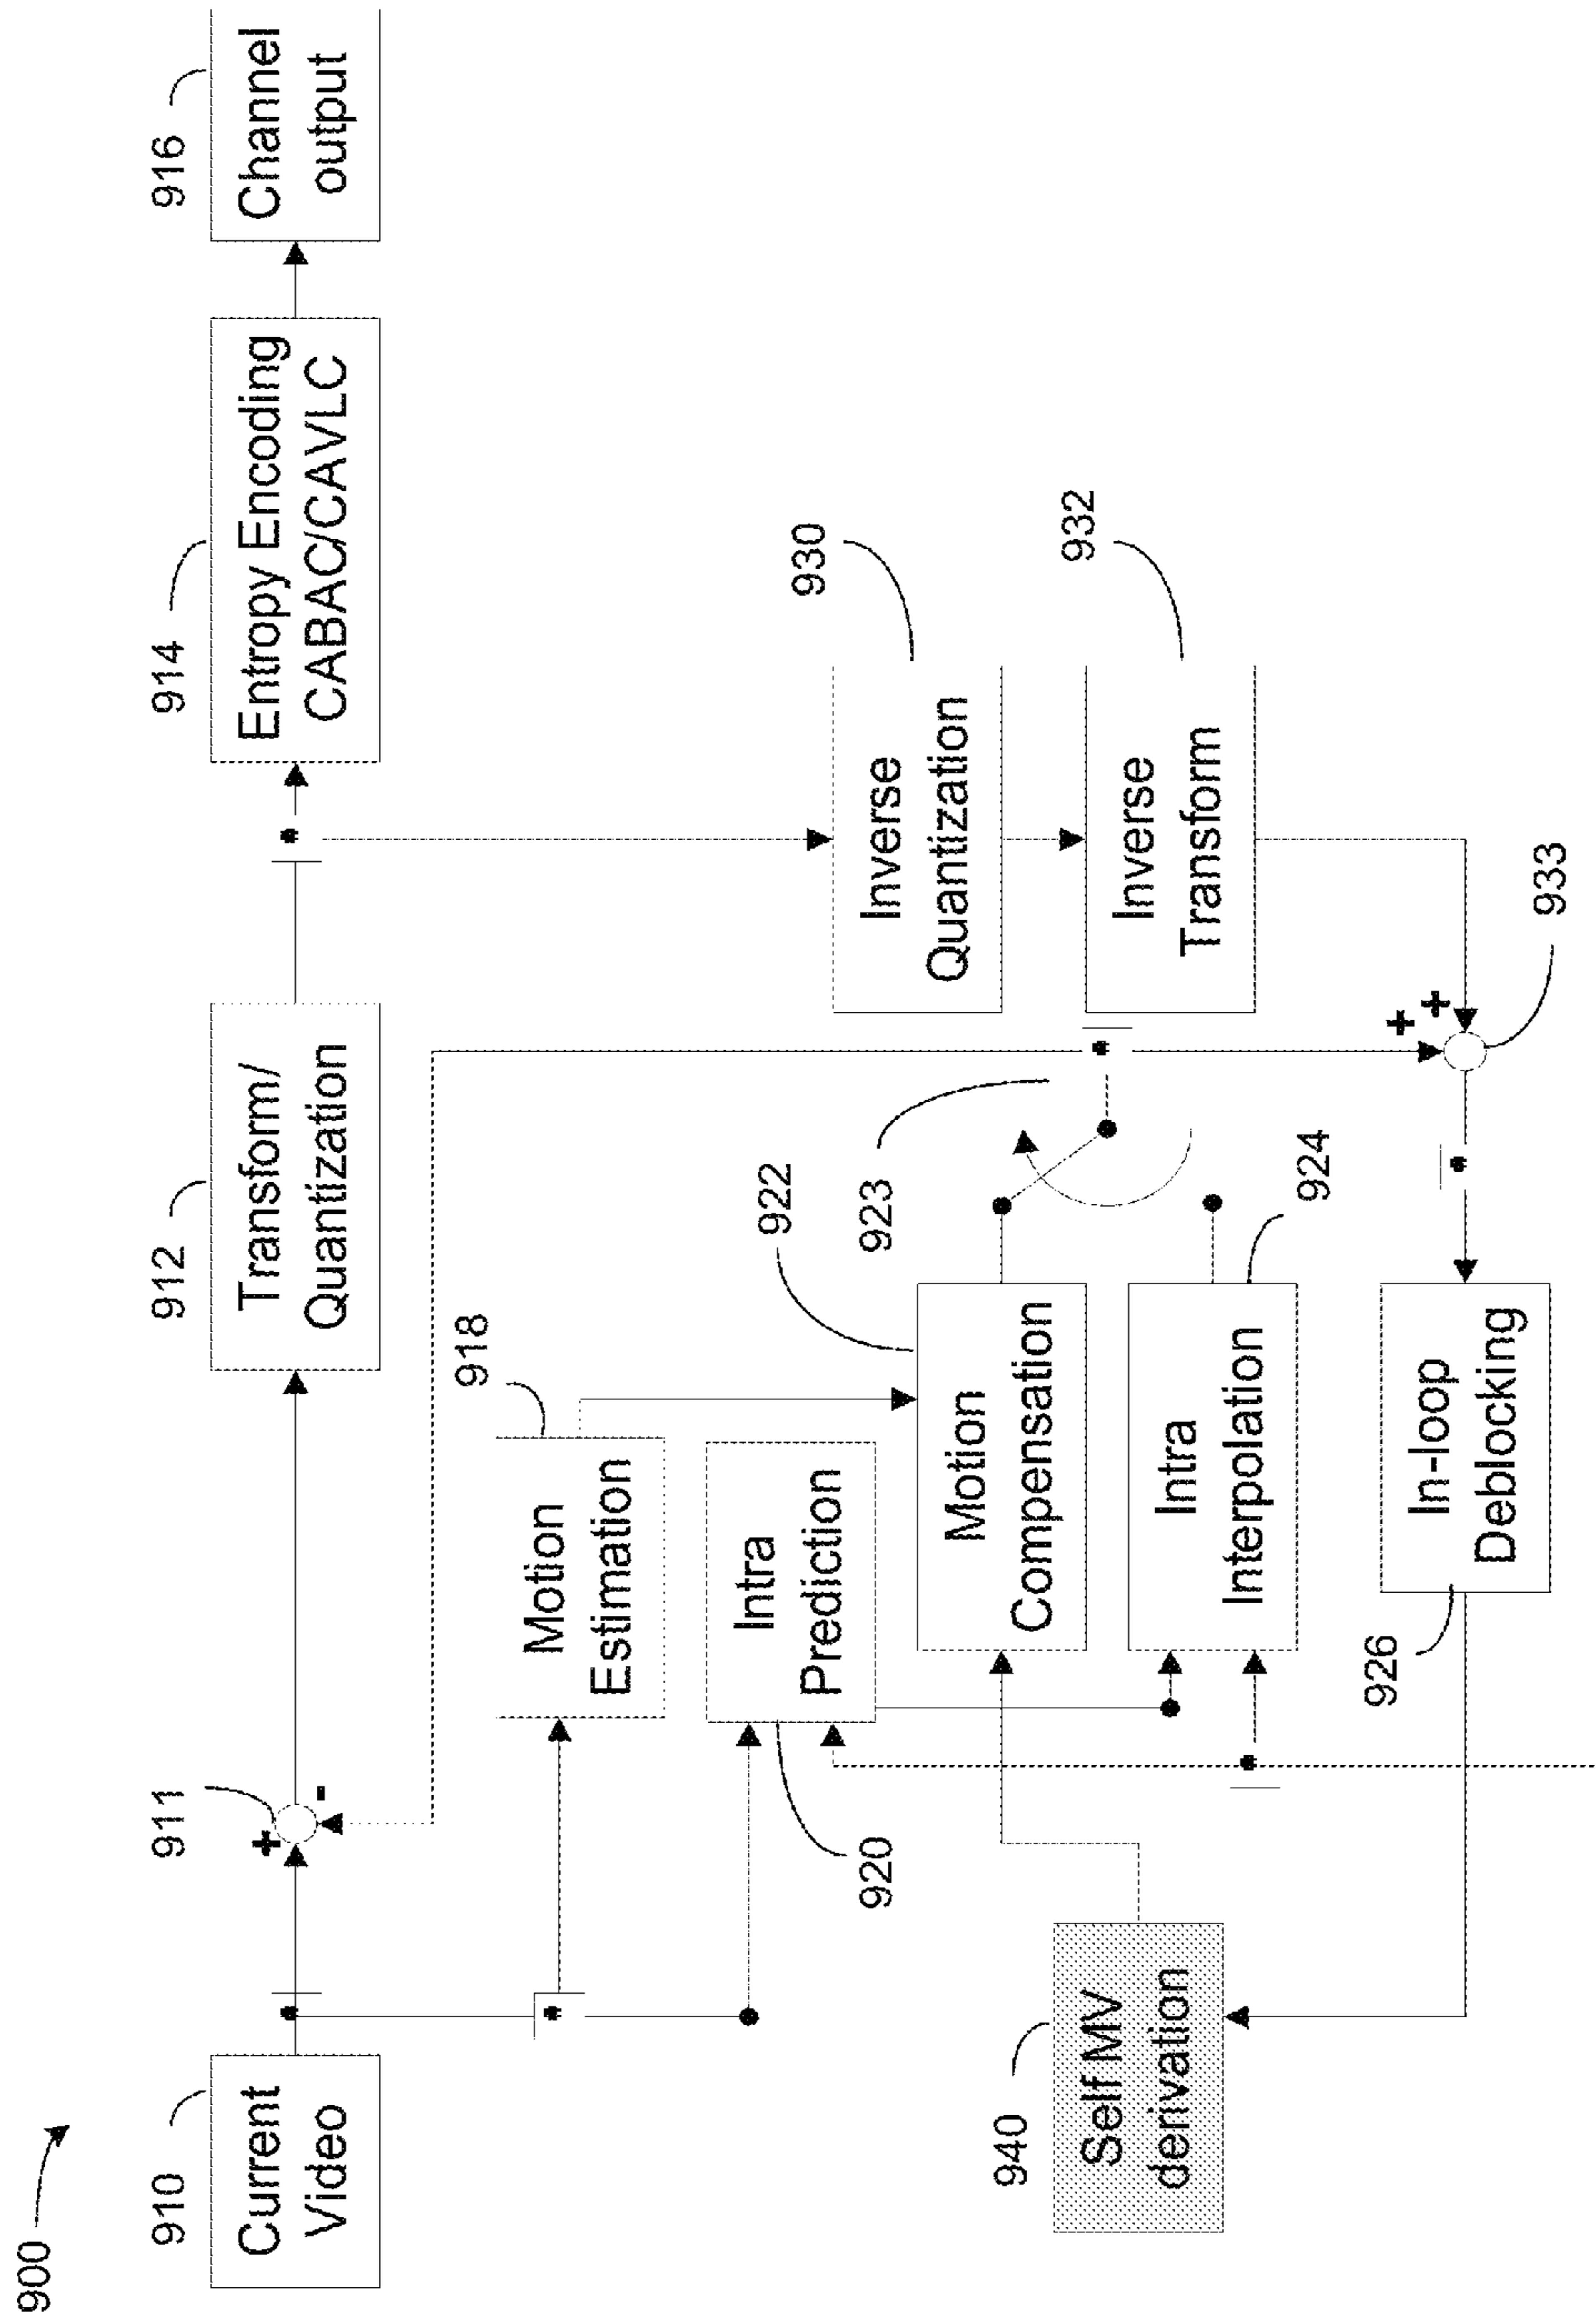 900
910
Current
Video
911
+
-
912
Transform/
Quantization
914
Entropy Encoding
CABAC/CAVLC
916
Channel
output
918
Motion
Estimation
920
Intra
Prediction
922
Motion
Compensation
923
930
Inverse
Quantization
932
Inverse
Transform
924
Intra
Interpolation
+
+
933
940
Self MV
derivation
926
In-loop
Deblocking